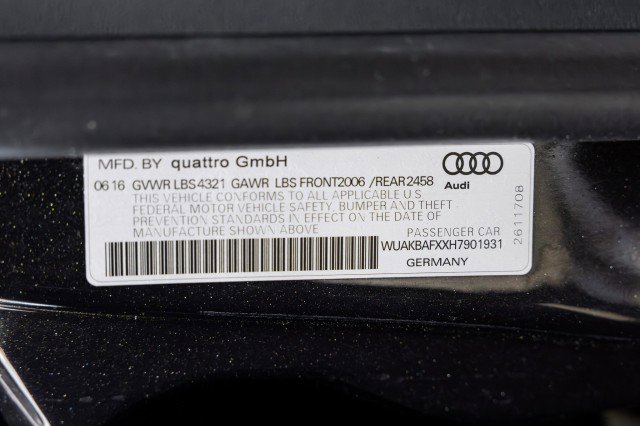 MFD. BY quattro GmbH
06 16 GVWR LBS 4321 GAWR LBS FRONT2006 /REAR 2458
THIS VEHICLE CONFORMS TO ALL APPLICABLE U.S
FEDERAL MOTOR VEHICLE SAFETY, BUMPER AND THEFT
PREVENTION STANDARDS IN EFFECT ON THE DATE OF
MANUFACTURE SHOWN ABOVE
PASSENGER CAR
WUAKBAFXXH7901931
GERMANY
Audi
2611708